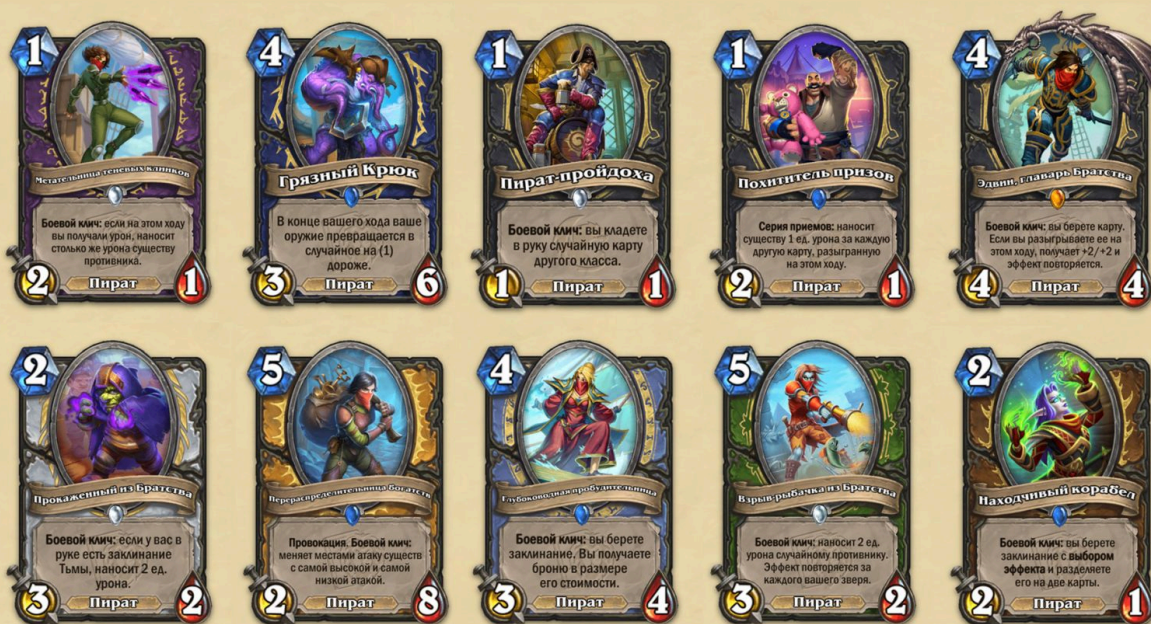 1
Метательница теневых клинков
Боевой клич: если на этом ходу
вы получали урон, наносит
столько же урона существу
противника.
2
Пират
1
4
Грязный Крюк
В конце вашего хода ваше
оружие превращается в
случайное на (1)
дороже.
3
Пират
6
1
Пират-пройдоха
Боевой клич: вы кладете
в руку случайную карту
другого класса.
1
Пират
1
1
Похититель призов
Серия приемов: наносит
существу 1 ед. урона за каждую
другую карту, разыгранную
на этом ходу.
2
Пират
1
4
Эдвин, главарь Братства
Боевой клич: вы берете карту.
Если вы разыгрываете ее на
этом ходу, получает +2/+2 и
эффект повторяется.
4
Пират
4
2
Прокаженный из Братства
Боевой клич: если у вас в
руке есть заклинание
Тьмы, наносит 2 ед.
урона.
3
Пират
2
5
Перераспределительница богатств
Провокация. Боевой клич:
меняет местами атаку существ
с самой высокой и самой
низкой атакой.
2
Пират
8
4
Глубоководная пробудительница
Боевой клич: вы берете
заклинание. Вы получаете
броню в размере
его стоимости.
3
Пират
4
5
Взрыв-рыбачка из Братства
Боевой клич: наносит 2 ед.
урона случайному противнику.
Эффект повторяется за
каждого вашего зверя.
3
Пират
2
2
Находчивый корабел
Боевой клич: вы берете
заклинание с выбором
эффекта и разделяете
его на две карты.
2
Пират
1